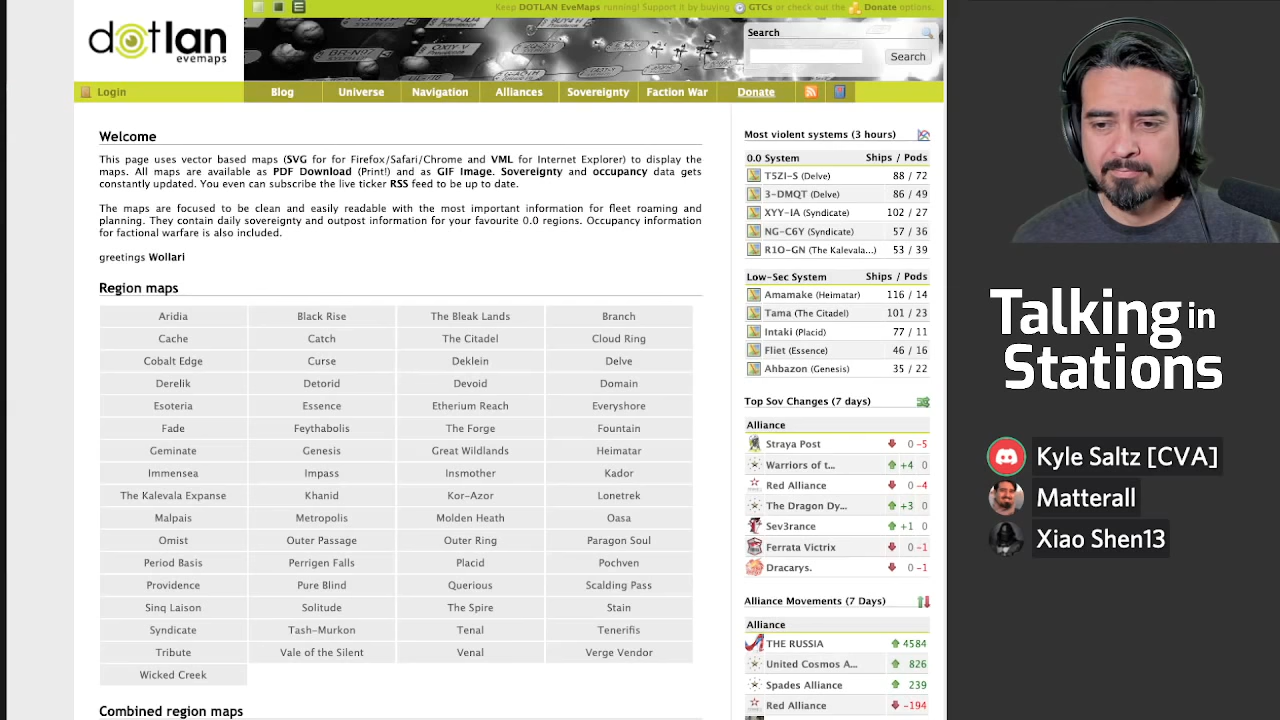 dotlan
evemaps
Keep DOTLAN EveMaps running! Support it by buying GTCs or check out the Donate options.
Search
Search
Login
Blog
Universe
Navigation
Alliances
Sovereignty
Faction War
Donate
Welcome
This page uses vector based maps (SVG for for Firefox/Safari/Chrome and VML for Internet Explorer) to display the
maps. All maps are available as PDF Download (Print!) and as GIF Image. Sovereignty and occupancy data gets
constantly updated. You even can subscribe the live ticker RSS feed to be up to date.
The maps are focused to be clean and easily readable with the most important information for fleet roaming and
planning. They contain daily sovereignty and outpost information for your favourite 0.0 regions. Occupancy information
for factional warfare is also included.
greetings Wollari
Region maps
Aridia Black Rise The Bleak Lands Branch
Cache Catch The Citadel Cloud Ring
Cobalt Edge Curse Deklein Delve
Derelik Detorid Devoid Domain
Esoteria Essence Etherium Reach Everyshore
Fade Feythabolis The Forge Fountain
Geminate Genesis Great Wildlands Heimatar
Immensea Impass Insmother Kador
The Kalevala Expanse Khanid Kor-Azor Lonetrek
Malpais Metropolis Molden Heath Oasa
Omist Outer Passage Outer Ring Paragon Soul
Period Basis Perrigen Falls Placid Pochven
Providence Pure Blind Querious Scalding Pass
Sinq Laison Solitude The Spire Stain
Syndicate Tash-Murkon Tenal Tenerifis
Tribute Vale of the Silent Venal Verge Vendor
Wicked Creek
Combined region maps
Most violent systems (3 hours)
0.0 System Ships / Pods
T5ZI-S (Delve) 88 / 72
3-DMQT (Delve) 86 / 49
XYY-IA (Syndicate) 102 / 27
NG-C6Y (Syndicate) 57 / 36
R1O-GN (The Kalevala... 53 / 39
Low-Sec System Ships / Pods
Amamake (Heimatar) 116 / 14
Tama (The Citadel) 101 / 23
Intaki (Placid) 77 / 11
Fliet (Essence) 46 / 16
Ahbazon (Genesis) 35 / 22
Top Sov Changes (7 days)
Alliance
Straya Post 0 -5
Warriors of t... +4 0
Red Alliance 0 -4
The Dragon Dy... +3 0
Sev3rance +1 0
Ferrata Victrix 0 -1
Dracarys. 0 -1
Alliance Movements (7 Days)
Alliance
THE RUSSIA 4584
United Cosmos A... 826
Spades Alliance 239
Red Alliance -194
Talking in
Stations
Kyle Saltz [CVA]
Matterall
Xiao Shen13